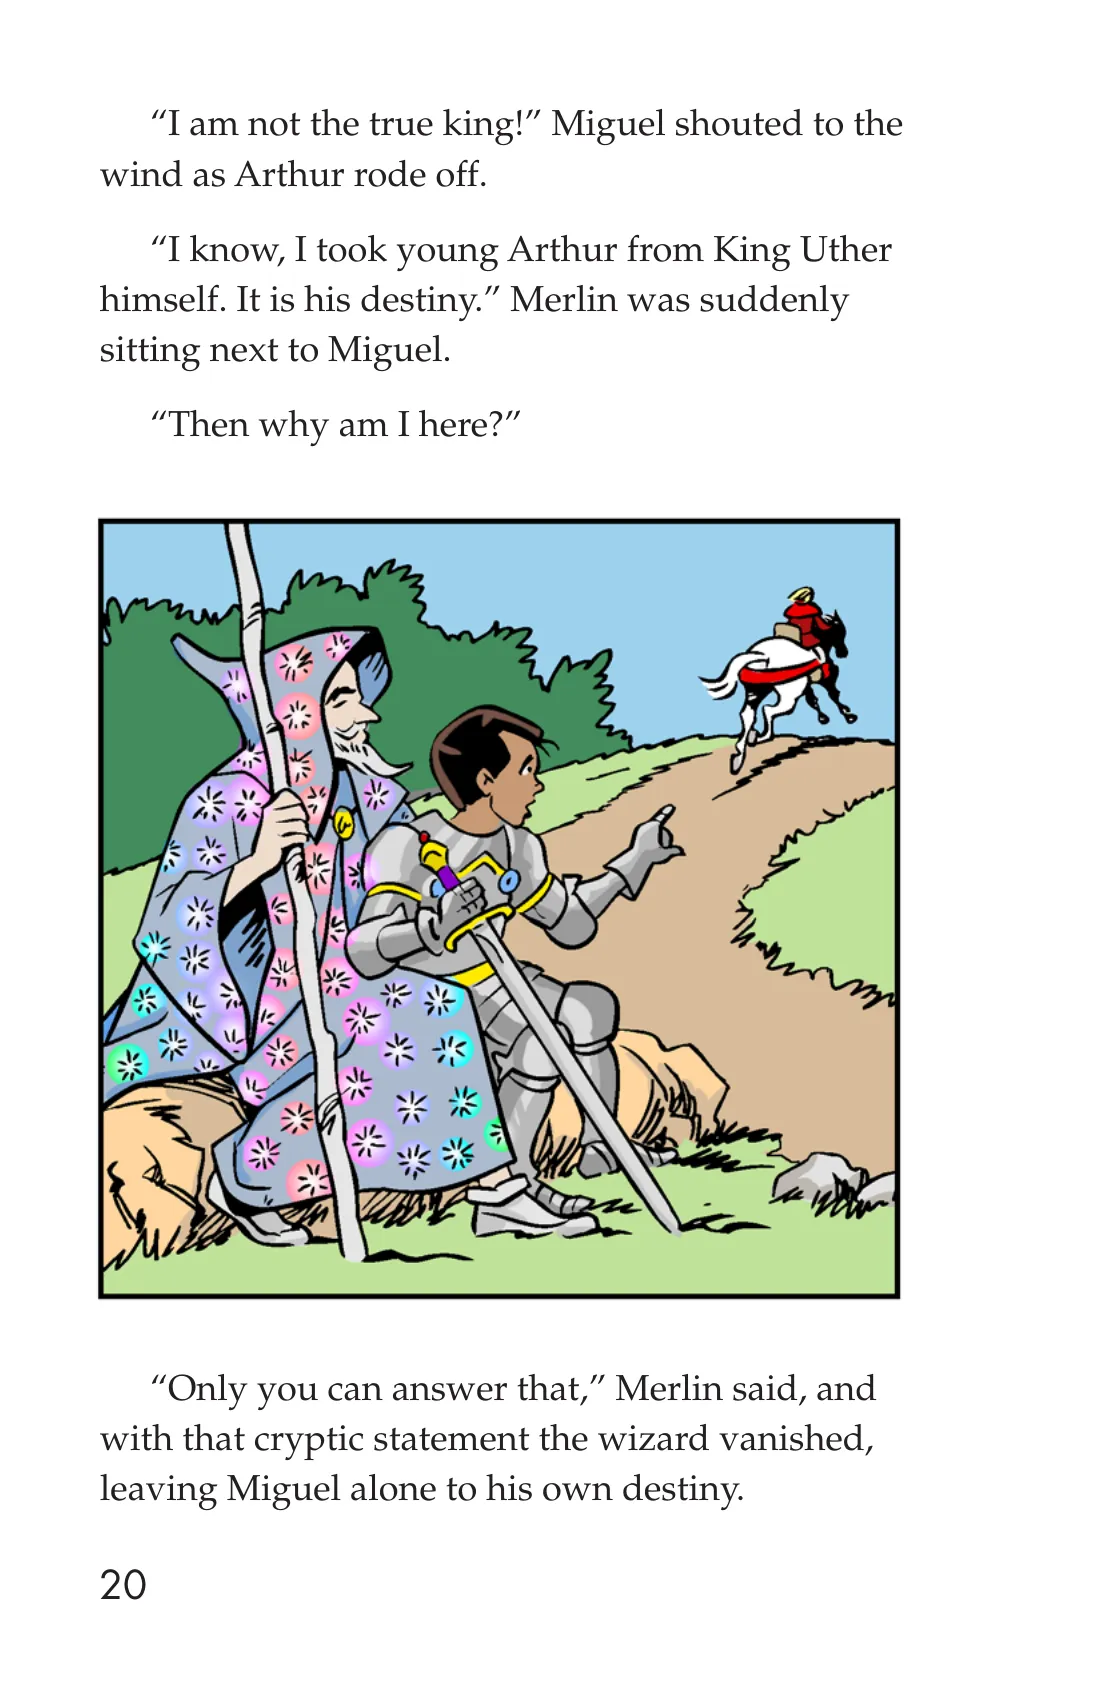 “I am not the true king!” Miguel shouted to the
wind as Arthur rode off.
“I know, I took young Arthur from King Uther
himself. It is his destiny.” Merlin was suddenly
sitting next to Miguel.
“Then why am I here?”
“Only you can answer that,” Merlin said, and
with that cryptic statement the wizard vanished,
leaving Miguel alone to his own destiny.
20